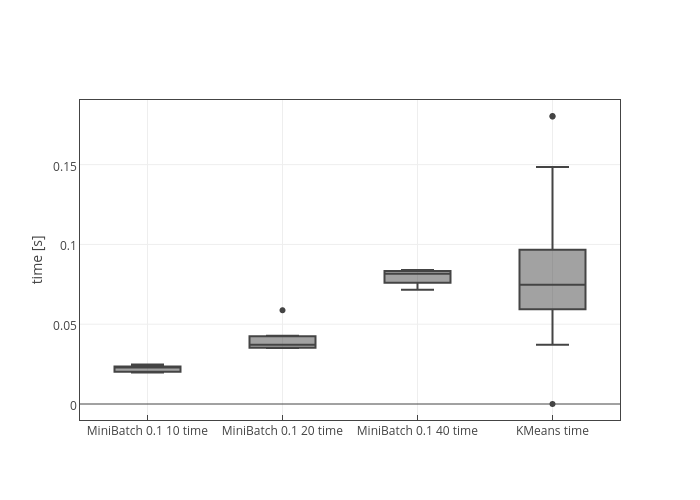 time [s]
0.15
0.1
0.05
0
MiniBatch 0.1 10 time
MiniBatch 0.1 20 time
MiniBatch 0.1 40 time
KMeans time